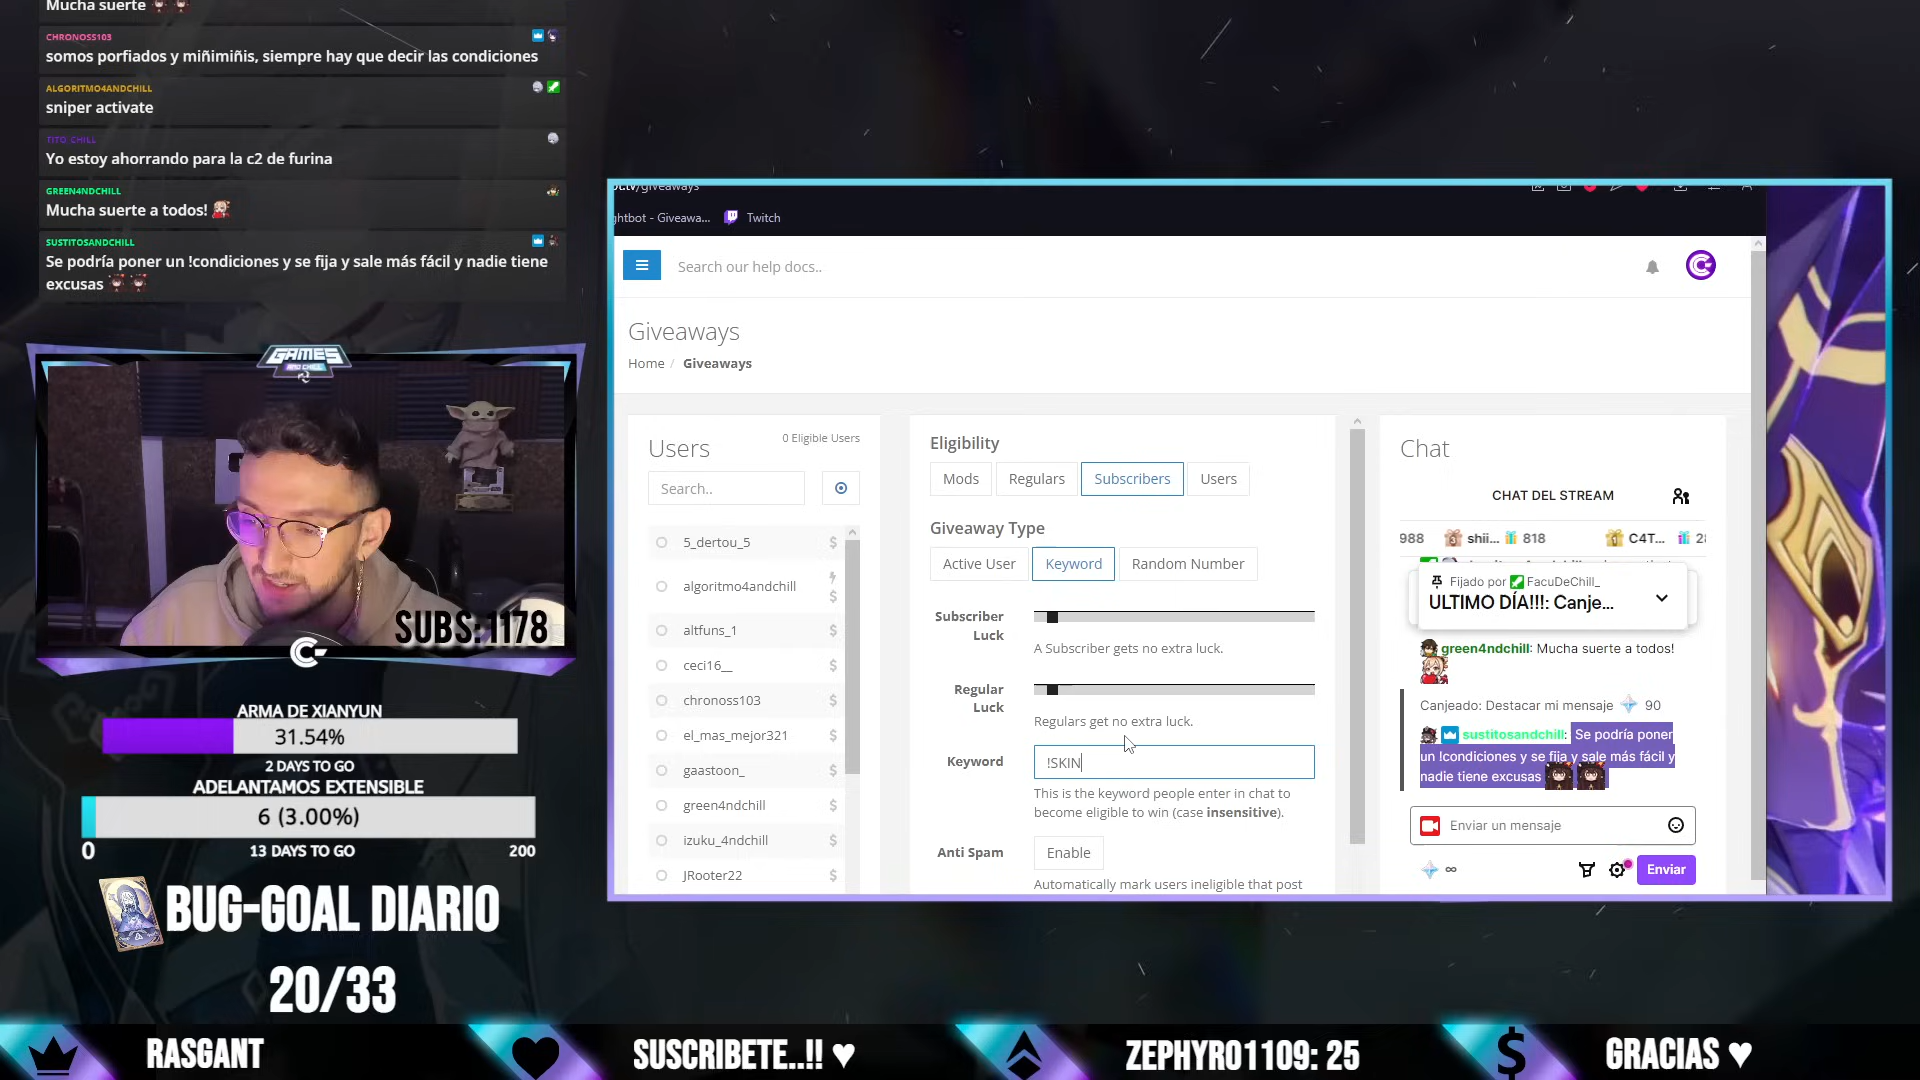 Mucha suerte
CHRONOSS103
somos porfiados y miñimiñis, siempre hay que decir las condiciones
ALGORITMO4ANDCHILL
sniper activate
TITO_CHILL
Yo estoy ahorrando para la c2 de furina
GREEN4NDCHILL
Mucha suerte a todos!
SUSTITOSANDCHILL
Se podría poner un !condiciones y se fija y sale más fácil y nadie tiene
excusas
GAMES
AND CHILL
SUBS: 1178
ARMA DE XIANYUN
31.54%
2 DAYS TO GO
ADELANTAMOS EXTENSIBLE
6 (3.00%)
0
13 DAYS TO GO
200
BUG-GOAL DIARIO
20/33
/giveaways
ghtbot - Giveawa...
Twitch
Search our help docs..
Giveaways
Home / Giveaways
Users
0 Eligible Users
Search..
5_dertou_5
$
algoritmo4andchill
$
altfuns_1
$
ceci16__
$
chronoss103
$
el_mas_mejor321
$
gaastoon_
$
green4ndchill
$
izuku_4ndchill
$
JRooter22
$
Eligibility
Mods
Regulars
Subscribers
Users
Giveaway Type
Active User
Keyword
Random Number
Subscriber
Luck
A Subscriber gets no extra luck.
Regular
Luck
Regulars get no extra luck.
Keyword
!SKIN
This is the keyword people enter in chat to
become eligible to win (case insensitive).
Anti Spam
Enable
Automatically mark users ineligible that post
Chat
CHAT DEL STREAM
988
shii...
818
C4T...
Fijado por FacuDeChill_
ULTIMO DÍA!!!: Canje...
green4ndchill: Mucha suerte a todos!
Canjeado: Destacar mi mensaje 90
sustitosandchill: Se podría poner
un !condiciones y se fija y sale más fácil y
nadie tiene excusas
Enviar un mensaje
∞
Enviar
RASGANT
SUSCRIBETE..!! ♥
ZEPHYRO1109: 25
$
GRACIAS ♥